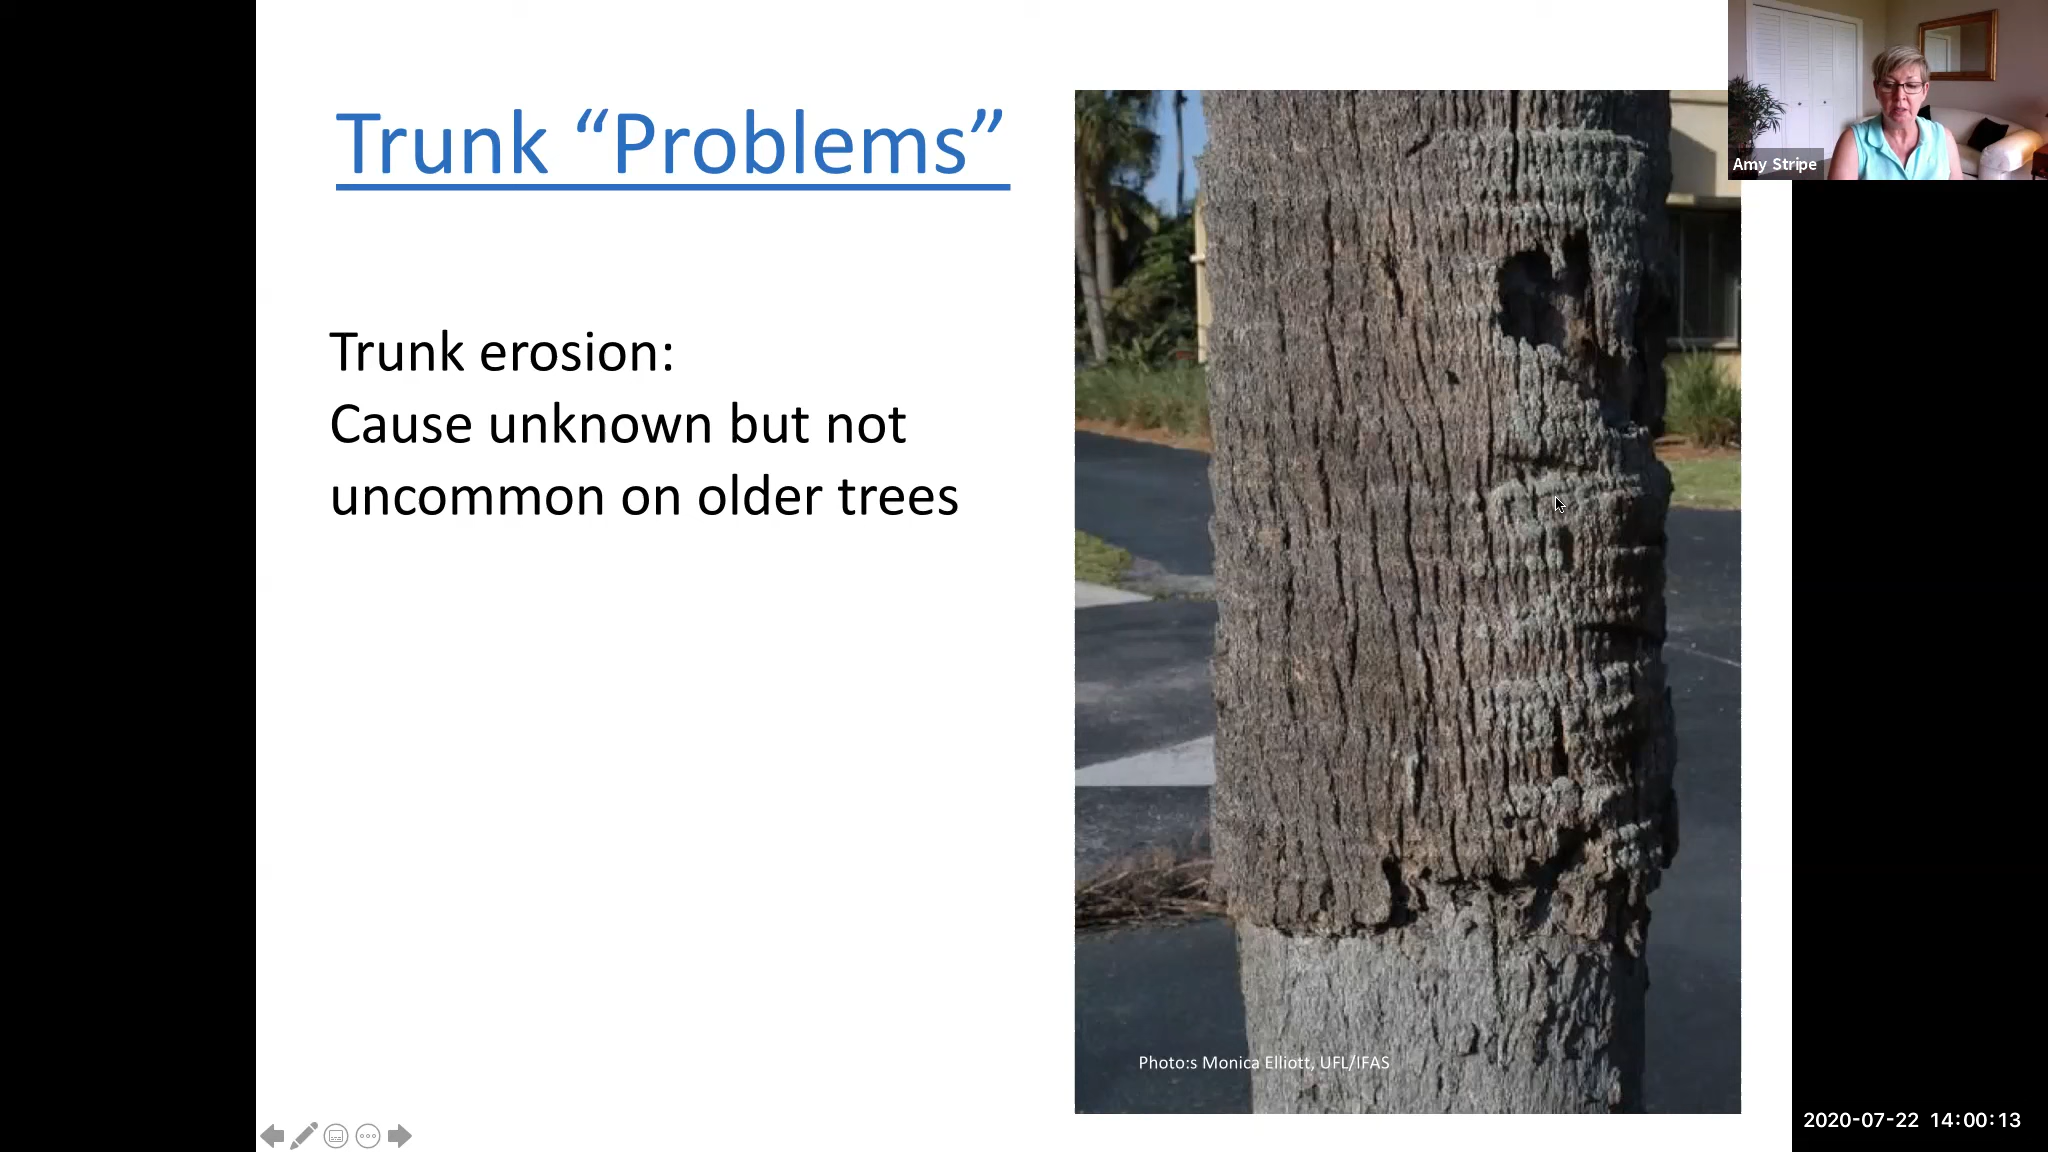 Trunk “Problems”
Trunk erosion:
Cause unknown but not
uncommon on older trees
Photo:s Monica Elliott, UFL/IFAS
Amy Stripe
2020-07-22 14:00:13